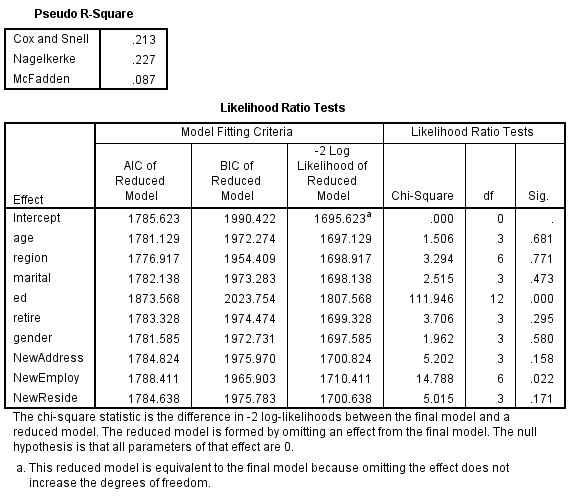 Pseudo R-Square
Cox and Snell .213
Nagelkerke .227
McFadden .087
Likelihood Ratio Tests
Model Fitting Criteria Likelihood Ratio Tests
Effect AIC of Reduced Model BIC of Reduced Model -2 Log Likelihood of Reduced Model Chi-Square df Sig.
Intercept 1785.623 1990.422 1695.623a .000 0 .
age 1781.129 1972.274 1697.129 1.506 3 .681
region 1776.917 1954.409 1698.917 3.294 6 .771
marital 1782.138 1973.283 1698.138 2.515 3 .473
ed 1873.568 2023.754 1807.568 111.946 12 .000
retire 1783.328 1974.474 1699.328 3.706 3 .295
gender 1781.585 1972.731 1697.585 1.962 3 .580
NewAddress 1784.824 1975.970 1700.824 5.202 3 .158
NewEmploy 1788.411 1965.903 1710.411 14.788 6 .022
NewReside 1784.638 1975.783 1700.638 5.015 3 .171
The chi-square statistic is the difference in -2 log-likelihoods between the final model and a
reduced model. The reduced model is formed by omitting an effect from the final model. The null
hypothesis is that all parameters of that effect are 0.
a. This reduced model is equivalent to the final model because omitting the effect does not
increase the degrees of freedom.